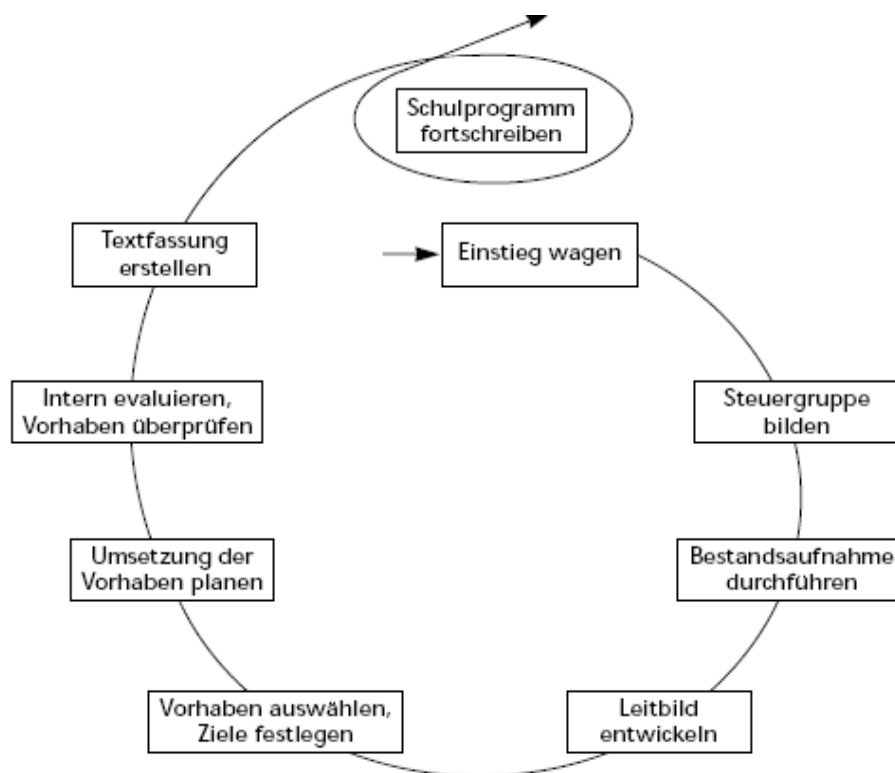 Schulprogramm
fortschreiben
Einstieg wagen
Steuergruppe
bilden
Bestandsaufnahme
durchführen
Leitbild
entwickeln
Vorhaben auswählen,
Ziele festlegen
Umsetzung der
Vorhaben planen
Intern evaluieren,
Vorhaben überprüfen
Textfassung
erstellen